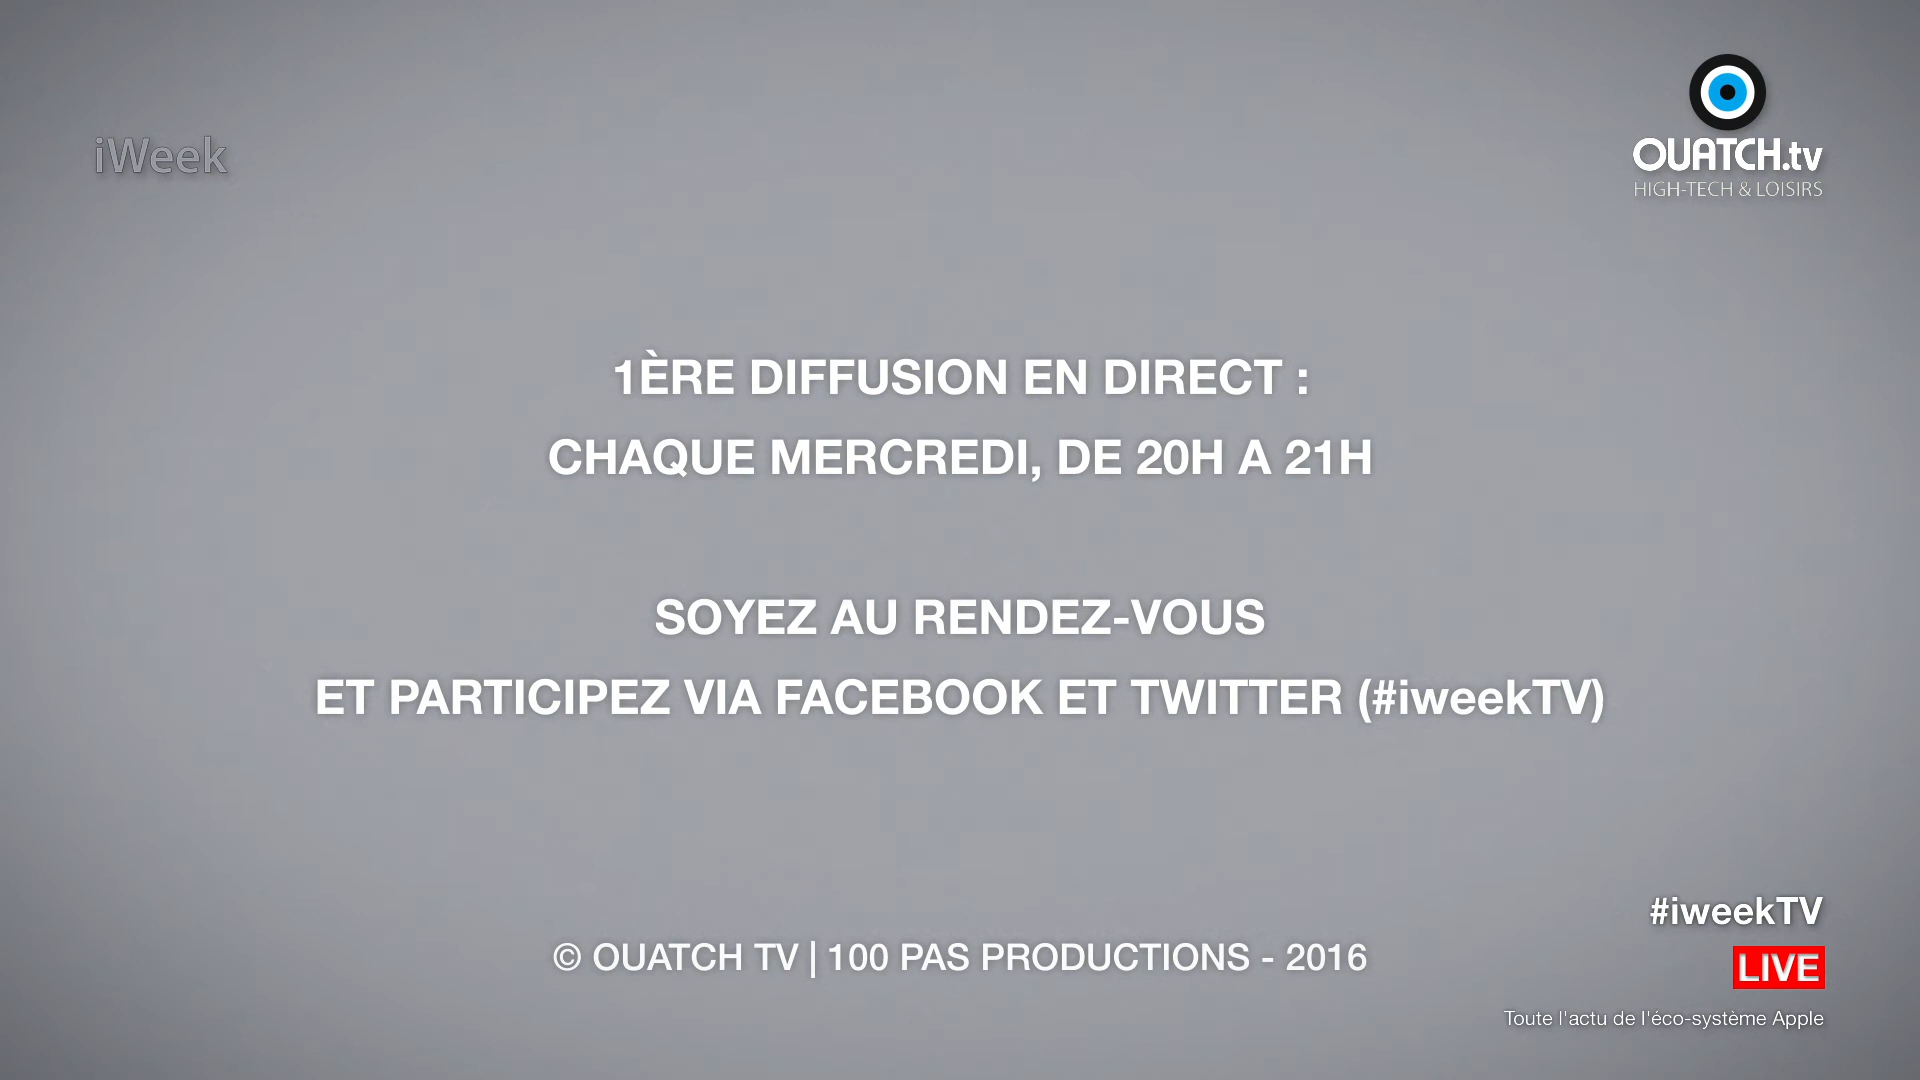 iWeek
OUATCH.tv
HIGH-TECH & LOISIRS
1ÈRE DIFFUSION EN DIRECT :
CHAQUE MERCREDI, DE 20H A 21H
SOYEZ AU RENDEZ-VOUS
ET PARTICIPEZ VIA FACEBOOK ET TWITTER (#iweekTV)
© OUATCH TV | 100 PAS PRODUCTIONS - 2016
#iweekTV
LIVE
Toute l'actu de l'éco-système Apple